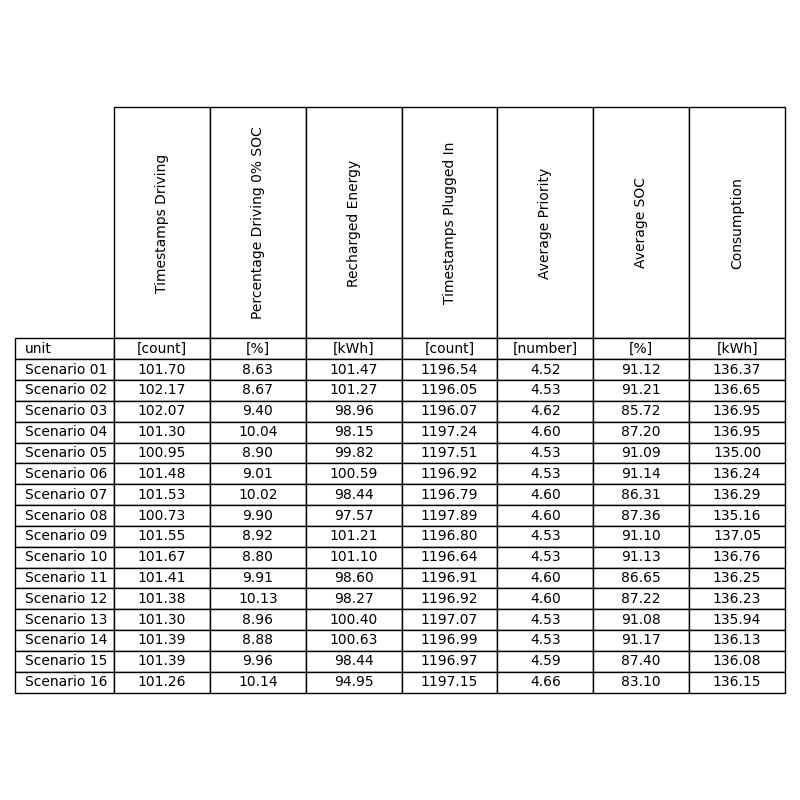 Timestamps Driving Percentage Driving 0% SOC Recharged Energy Timestamps Plugged In Average Priority Average SOC Consumption
unit [count] [%] [kWh] [count] [number] [%] [kWh]
Scenario 01 101.70 8.63 101.47 1196.54 4.52 91.12 136.37
Scenario 02 102.17 8.67 101.27 1196.05 4.53 91.21 136.65
Scenario 03 102.07 9.40 98.96 1196.07 4.62 85.72 136.95
Scenario 04 101.30 10.04 98.15 1197.24 4.60 87.20 136.95
Scenario 05 100.95 8.90 99.82 1197.51 4.53 91.09 135.00
Scenario 06 101.48 9.01 100.59 1196.92 4.53 91.14 136.24
Scenario 07 101.53 10.02 98.44 1196.79 4.60 86.31 136.29
Scenario 08 100.73 9.90 97.57 1197.89 4.60 87.36 135.16
Scenario 09 101.55 8.92 101.21 1196.80 4.53 91.10 137.05
Scenario 10 101.67 8.80 101.10 1196.64 4.53 91.13 136.76
Scenario 11 101.41 9.91 98.60 1196.91 4.60 86.65 136.25
Scenario 12 101.38 10.13 98.27 1196.92 4.60 87.22 136.23
Scenario 13 101.30 8.96 100.40 1197.07 4.53 91.08 135.94
Scenario 14 101.39 8.88 100.63 1196.99 4.53 91.17 136.13
Scenario 15 101.39 9.96 98.44 1196.97 4.59 87.40 136.08
Scenario 16 101.26 10.14 94.95 1197.15 4.66 83.10 136.15